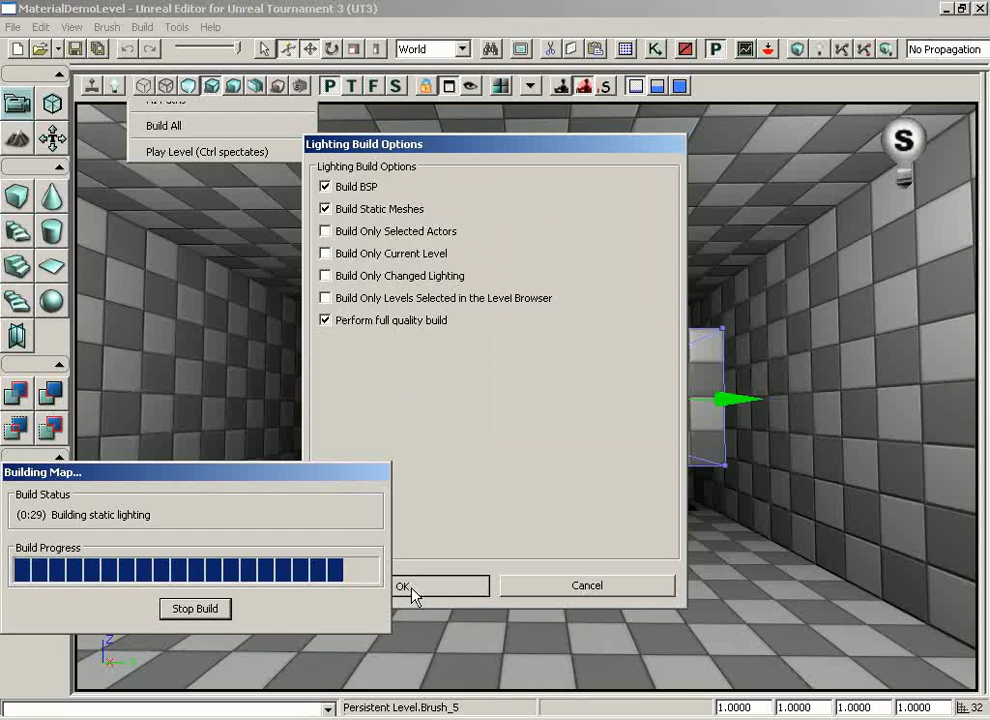 MaterialDemoLevel - Unreal Editor for Unreal Tournament 3 (UT3)
File Edit View Brush Build Tools Help
World
P
No Propagation
P T F S
S
AI Paths
Build All
Play Level (Ctrl spectates)
S
Lighting Build Options
Lighting Build Options
Build BSP
Build Static Meshes
Build Only Selected Actors
Build Only Current Level
Build Only Changed Lighting
Build Only Levels Selected in the Level Browser
Perform full quality build
OK
Cancel
Building Map...
Build Status
(0:29) Building static lighting
Build Progress
Stop Build
Z
X
Y
Persistent Level.Brush_5
1.0000 1.0000 1.0000 1.0000 32